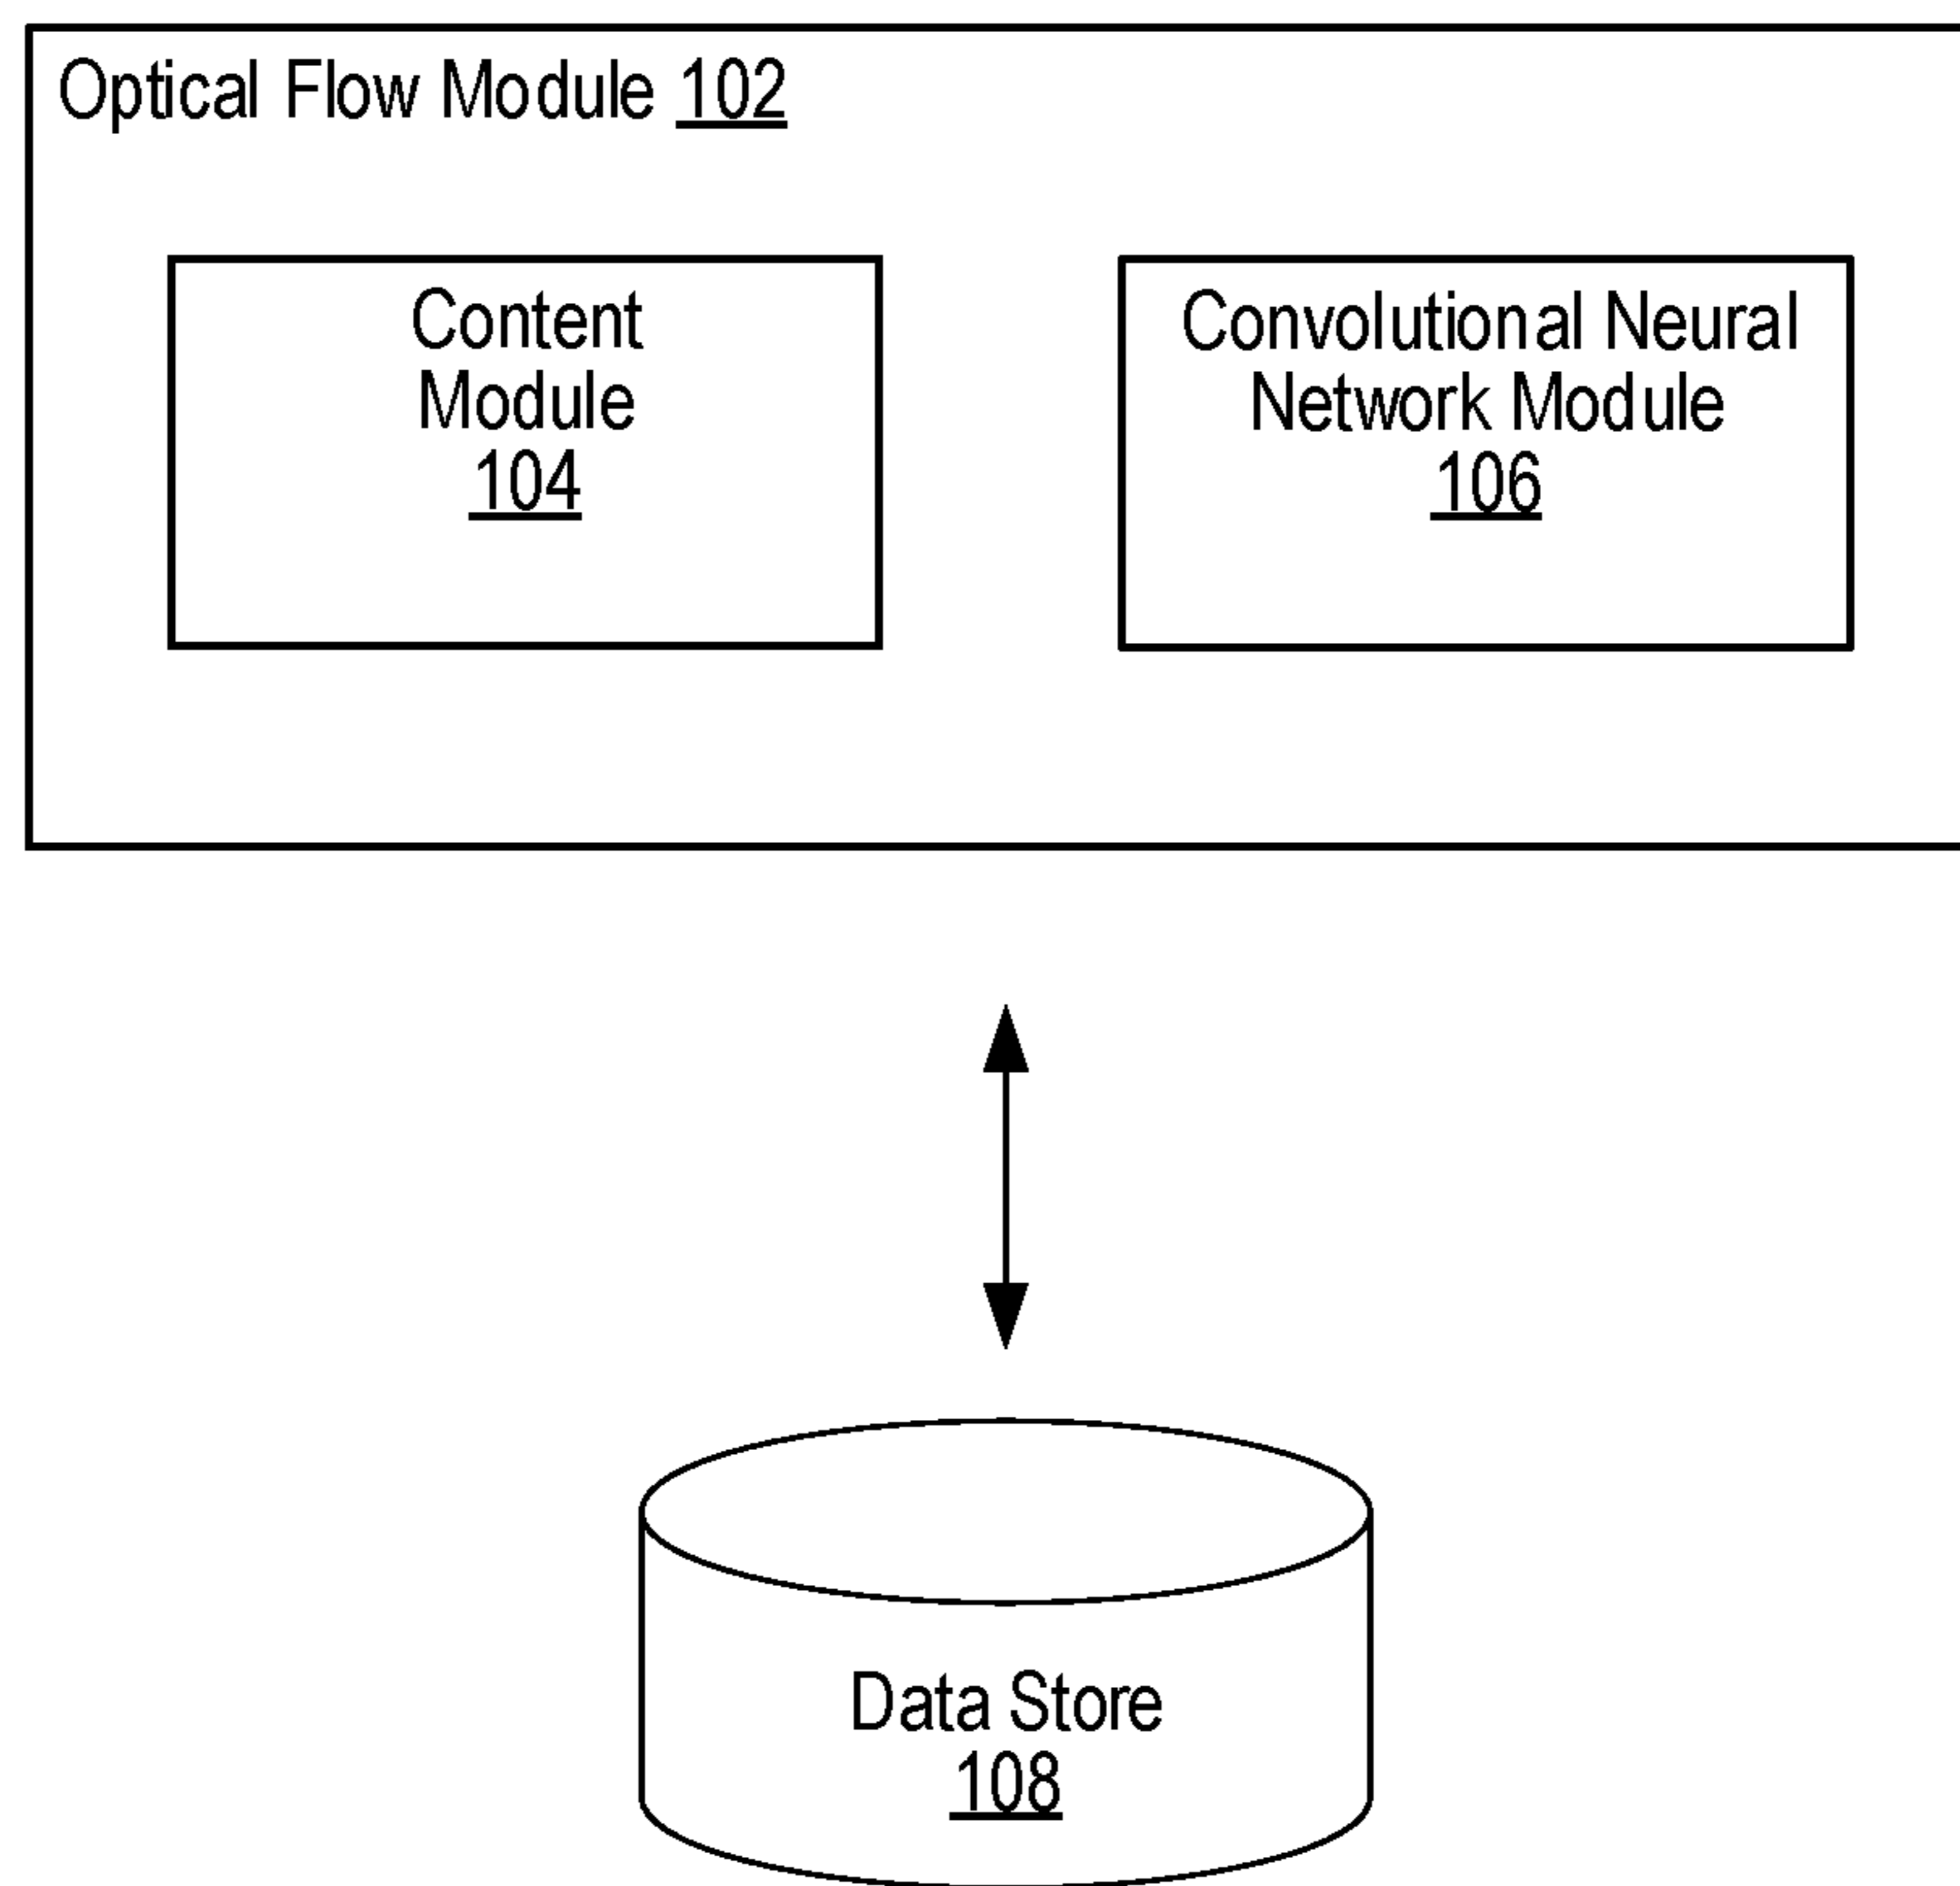 Optical Flow Module 102
Content
Module
104
Convolutional Neural
Network Module
106
Data Store
108